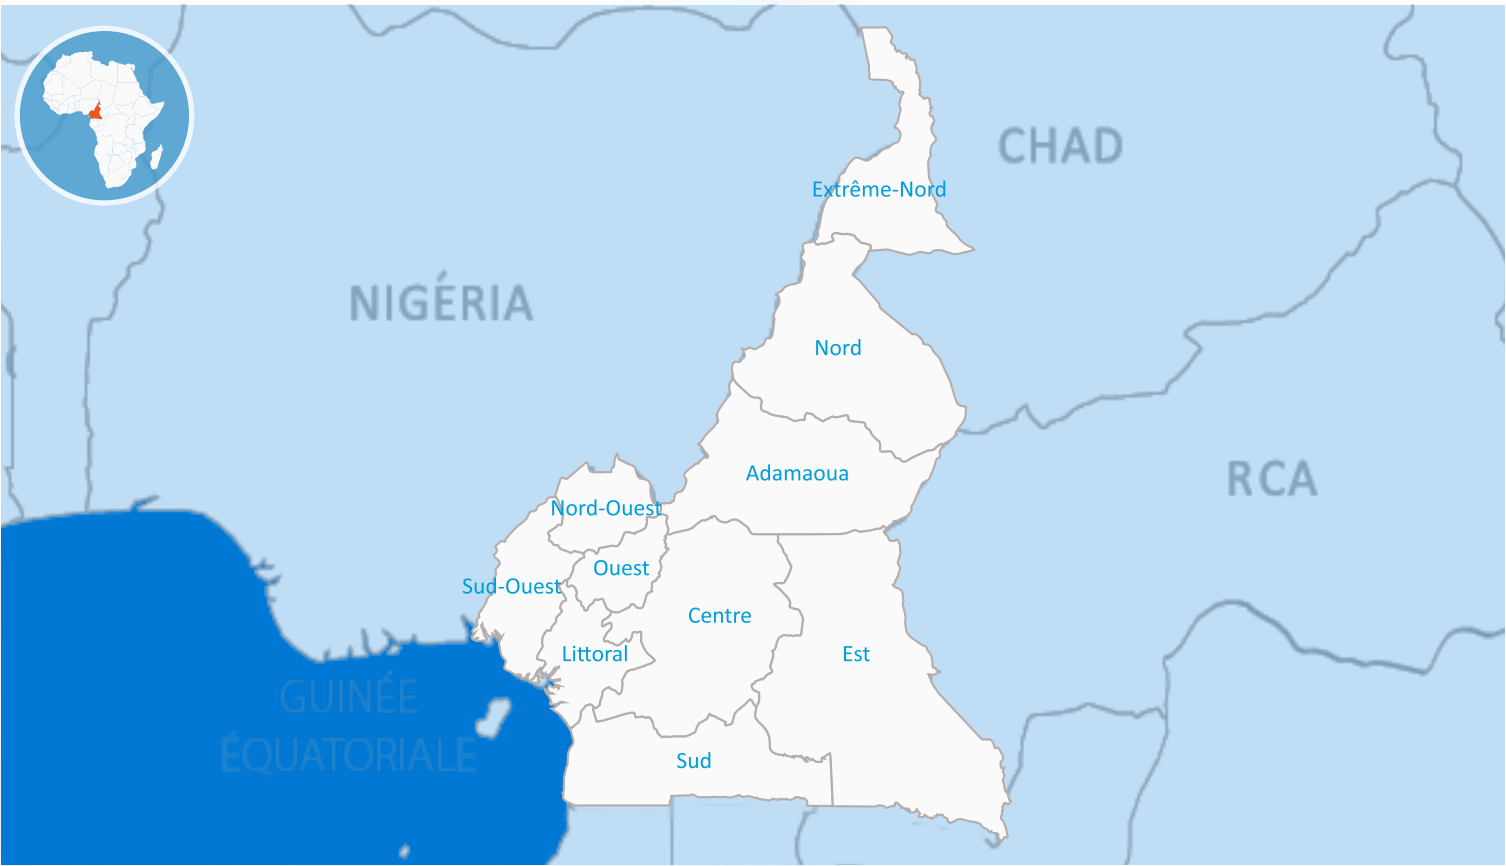 CHAD
Extrême-Nord
NIGÉRIA
Nord
Adamaoua
RCA
Nord-Ouest
Ouest
Sud-Ouest
Centre
Littoral
Est
GUINÉE
ÉQUATORIALE
Sud